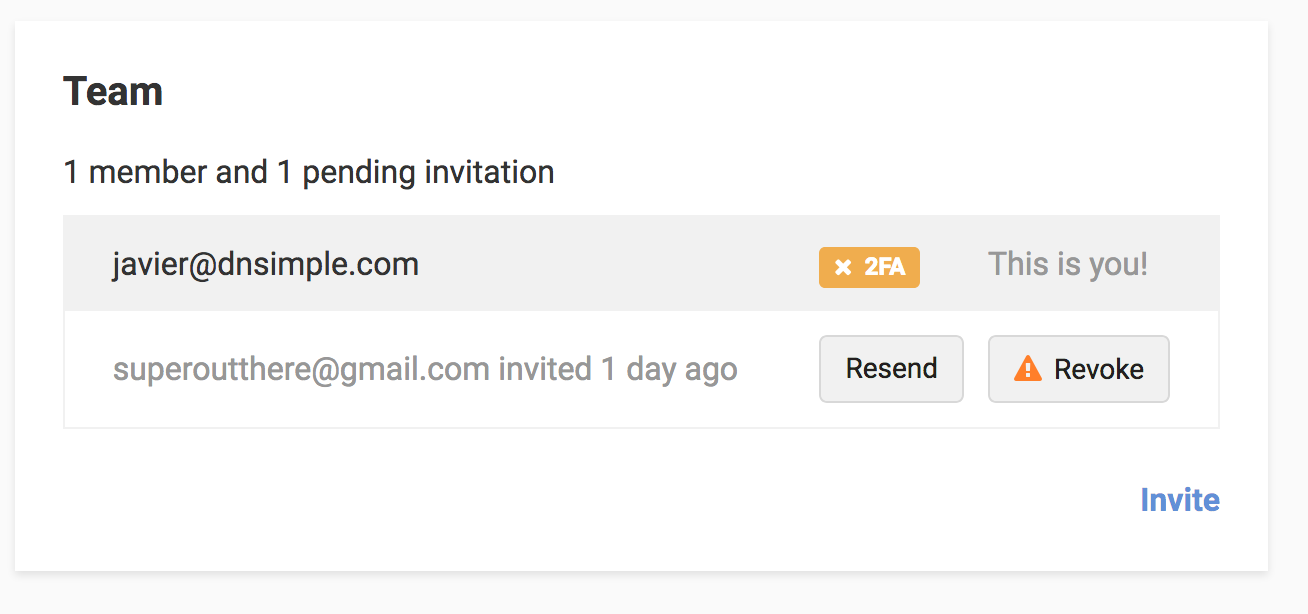 Team
1 member and 1 pending invitation
javier@dnsimple.com 2FA This is you!
superoutthere@gmail.com invited 1 day ago Resend Revoke
Invite